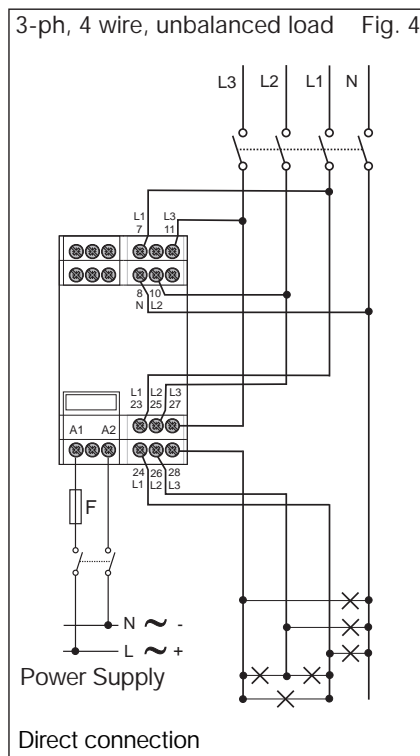 3-ph, 4 wire, unbalanced load Fig. 4
L3 L2 L1 N
L1 L3
7 11
8 10
N L2
L1 L2 L3
23 25 27
A1 A2
24 26 28
L1 L2 L3
F
N ~ -
L ~ +
Power Supply
Direct connection